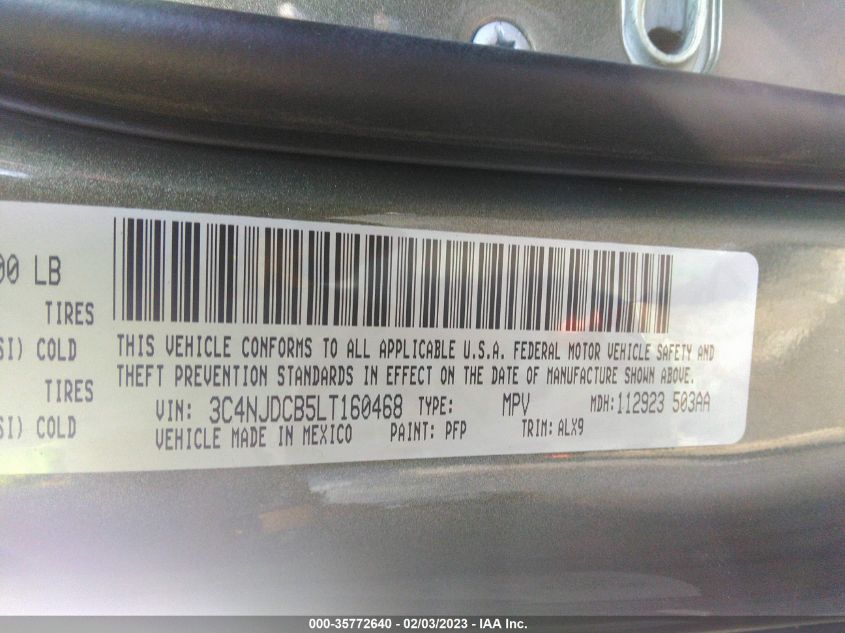 00 LB
TIRES
SI) COLD
TIRES
SI) COLD
THIS VEHICLE CONFORMS TO ALL APPLICABLE U.S.A. FEDERAL MOTOR VEHICLE SAFETY AND
THEFT PREVENTION STANDARDS IN EFFECT ON THE DATE OF MANUFACTURE SHOWN ABOVE.
VIN: 3C4NJDCB5LT160468 TYPE: MPV MDH:112923 503AA
VEHICLE MADE IN MEXICO PAINT: PFP TRIM: ALX9
000-35772640 - 02/03/2023 - IAA Inc.